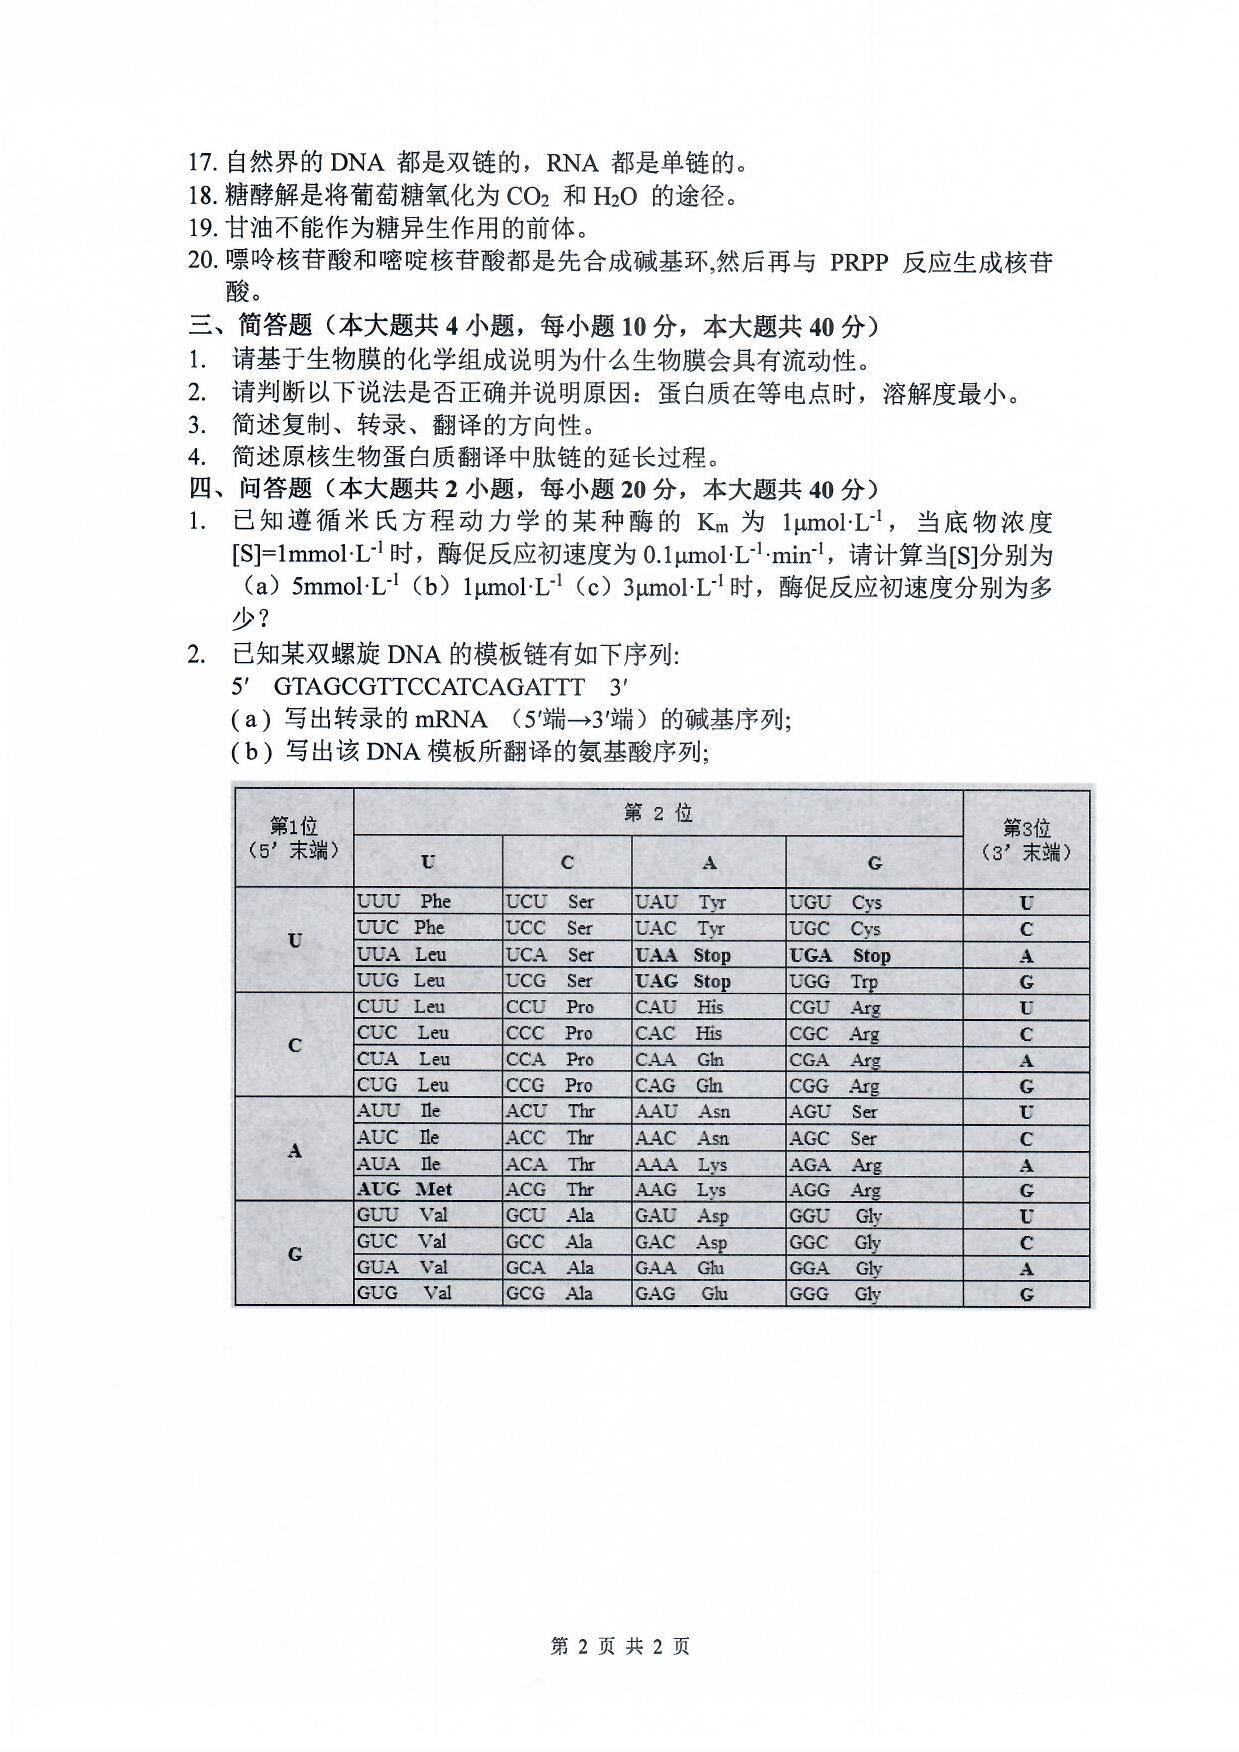 17. 自然界的 DNA 都是双链的，RNA 都是单链的。
18. 糖酵解是将葡萄糖氧化为 CO₂ 和 H₂O 的途径。
19. 甘油不能作为糖异生作用的前体。
20. 嘌呤核苷酸和嘧啶核苷酸都是先合成碱基环,然后再与 PRPP 反应生成核苷
酸。
三、简答题（本大题共 4 小题，每小题 10 分，本大题共 40 分）
1. 请基于生物膜的化学组成说明为什么生物膜会具有流动性。
2. 请判断以下说法是否正确并说明原因：蛋白质在等电点时，溶解度最小。
3. 简述复制、转录、翻译的方向性。
4. 简述原核生物蛋白质翻译中肽链的延长过程。
四、问答题（本大题共 2 小题，每小题 20 分，本大题共 40 分）
1. 已知遵循米氏方程动力学的某种酶的 Kₘ 为 1μmol·L⁻¹，当底物浓度
[S]=1mmol·L⁻¹ 时，酶促反应初速度为 0.1μmol·L⁻¹·min⁻¹，请计算当[S]分别为
（a）5mmol·L⁻¹（b）1μmol·L⁻¹（c）3μmol·L⁻¹ 时，酶促反应初速度分别为多
少？
2. 已知某双螺旋 DNA 的模板链有如下序列:
5′ GTAGCGTTCCATCAGATTT 3′
( a ) 写出转录的 mRNA （5′端→3′端）的碱基序列;
( b ) 写出该 DNA 模板所翻译的氨基酸序列;
第1位 第 2 位 第3位
（5’ 末端） U C A G （3’ 末端）
U UUU Phe UCU Ser UAU Tyr UGU Cys U
UUC Phe UCC Ser UAC Tyr UGC Cys C
UUA Leu UCA Ser UAA Stop UGA Stop A
UUG Leu UCG Ser UAG Stop UGG Trp G
C CUU Leu CCU Pro CAU His CGU Arg U
CUC Leu CCC Pro CAC His CGC Arg C
CUA Leu CCA Pro CAA Gln CGA Arg A
CUG Leu CCG Pro CAG Gln CGG Arg G
A AUU Ile ACU Thr AAU Asn AGU Ser U
AUC Ile ACC Thr AAC Asn AGC Ser C
AUA Ile ACA Thr AAA Lys AGA Arg A
AUG Met ACG Thr AAG Lys AGG Arg G
G GUU Val GCU Ala GAU Asp GGU Gly U
GUC Val GCC Ala GAC Asp GGC Gly C
GUA Val GCA Ala GAA Glu GGA Gly A
GUG Val GCG Ala GAG Glu GGG Gly G
第 2 页 共 2 页